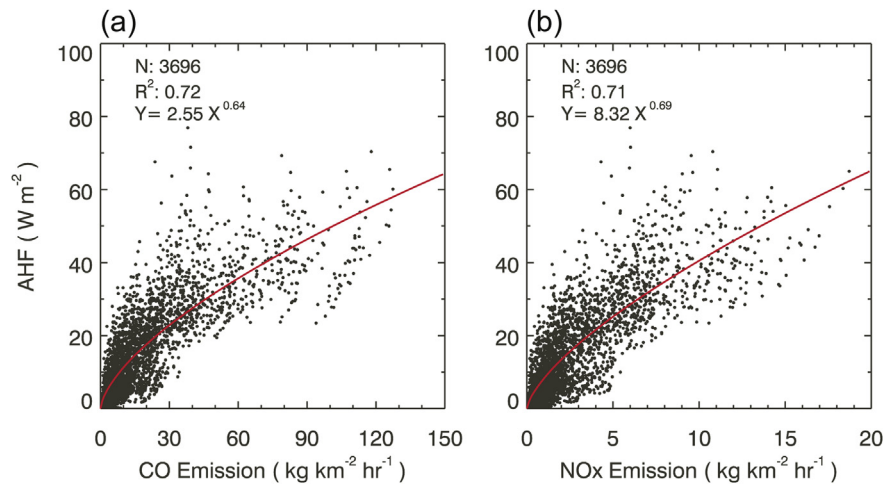 (a)
N: 3696
R²: 0.72
Y= 2.55 X^0.64
AHF ( W m⁻² )
100
80
60
40
20
0
0 30 60 90 120 150
CO Emission ( kg km⁻² hr⁻¹ )
(b)
N: 3696
R²: 0.71
Y= 8.32 X^0.69
100
80
60
40
20
0
0 5 10 15 20
NOx Emission ( kg km⁻² hr⁻¹ )